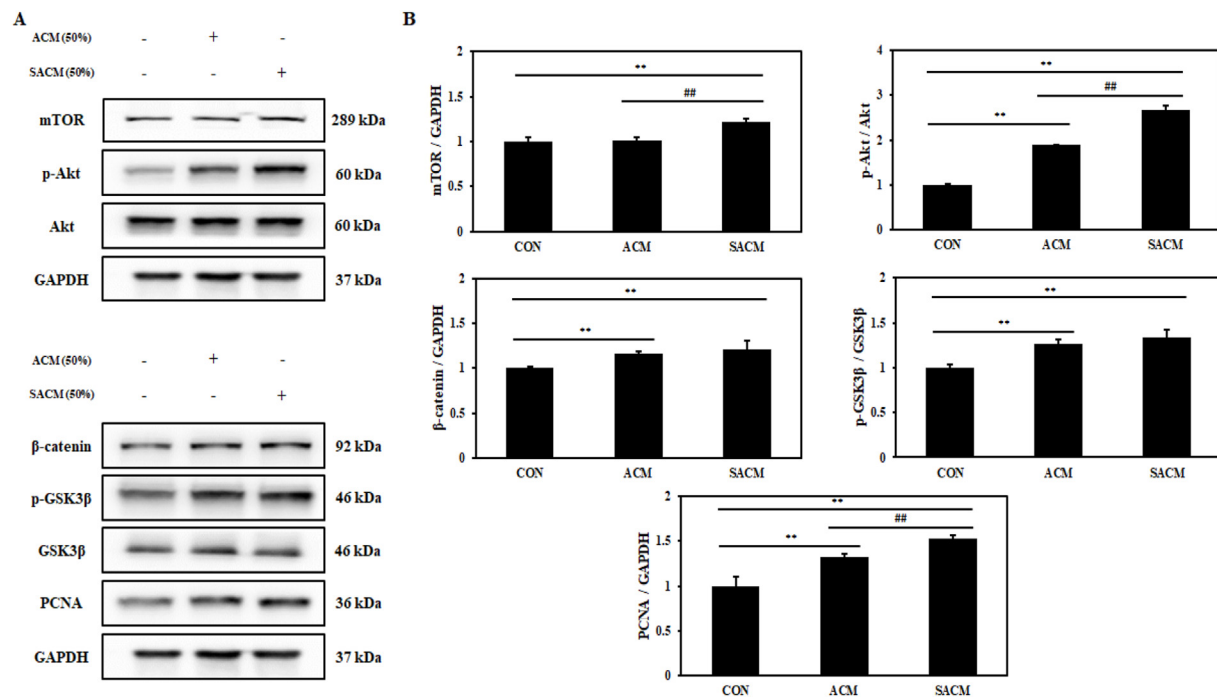 A
ACM (50%) - + -
SACM (50%) - - +
mTOR 289 kDa
p-Akt 60 kDa
Akt 60 kDa
GAPDH 37 kDa
ACM (50%) - + -
SACM (50%) - - +
β-catenin 92 kDa
p-GSK3β 46 kDa
GSK3β 46 kDa
PCNA 36 kDa
GAPDH 37 kDa
B
mTOR / GAPDH
2
1.5
1
0.5
0
**
##
CON ACM SACM
p-Akt / Akt
4
3
2
1
0
**
##
**
CON ACM SACM
β-catenin / GAPDH
2
1.5
1
0.5
0
**
**
CON ACM SACM
p-GSK3β / GSK3β
2
1.5
1
0.5
0
**
**
CON ACM SACM
PCNA / GAPDH
2
1.5
1
0.5
0
**
##
**
CON ACM SACM